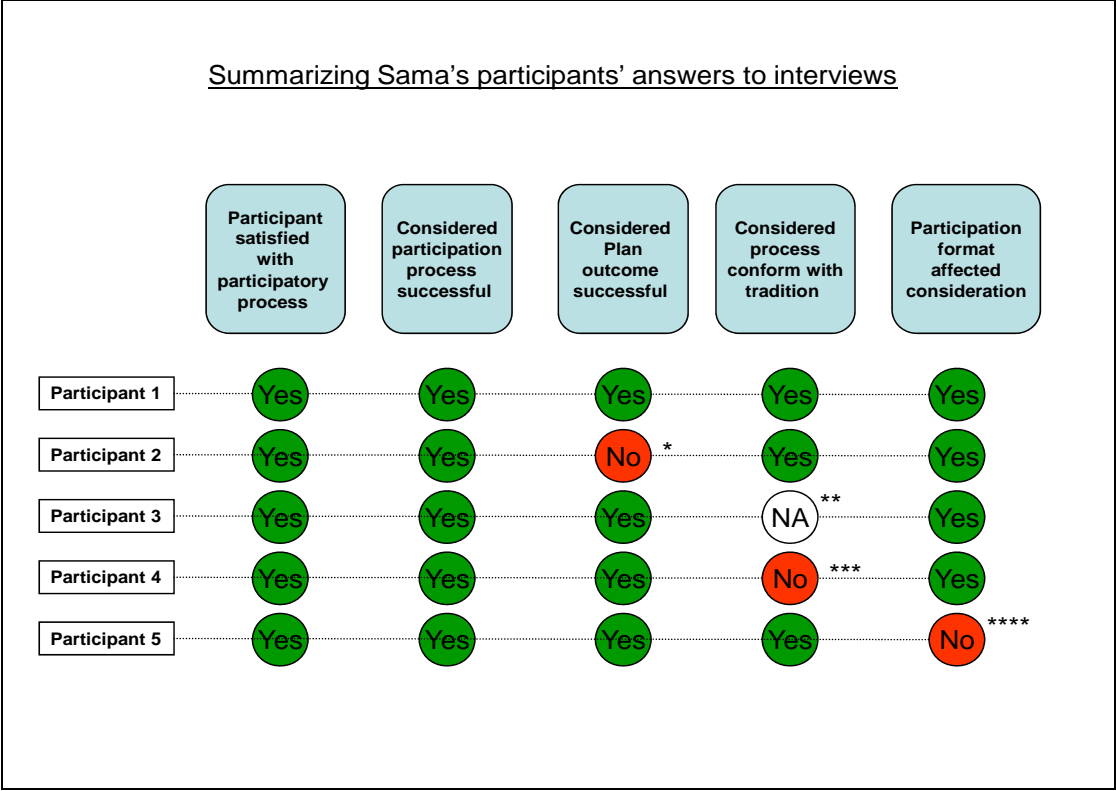 Summarizing Sama’s participants’ answers to interviews
Participant
satisfied
with
participatory
process
Considered
participation
process
successful
Considered
Plan
outcome
successful
Considered
process
conform with
tradition
Participation
format
affected
consideration
Participant 1 Yes Yes Yes Yes Yes
Participant 2 Yes Yes No * Yes Yes
Participant 3 Yes Yes Yes NA ** Yes
Participant 4 Yes Yes Yes No *** Yes
Participant 5 Yes Yes Yes Yes No ****